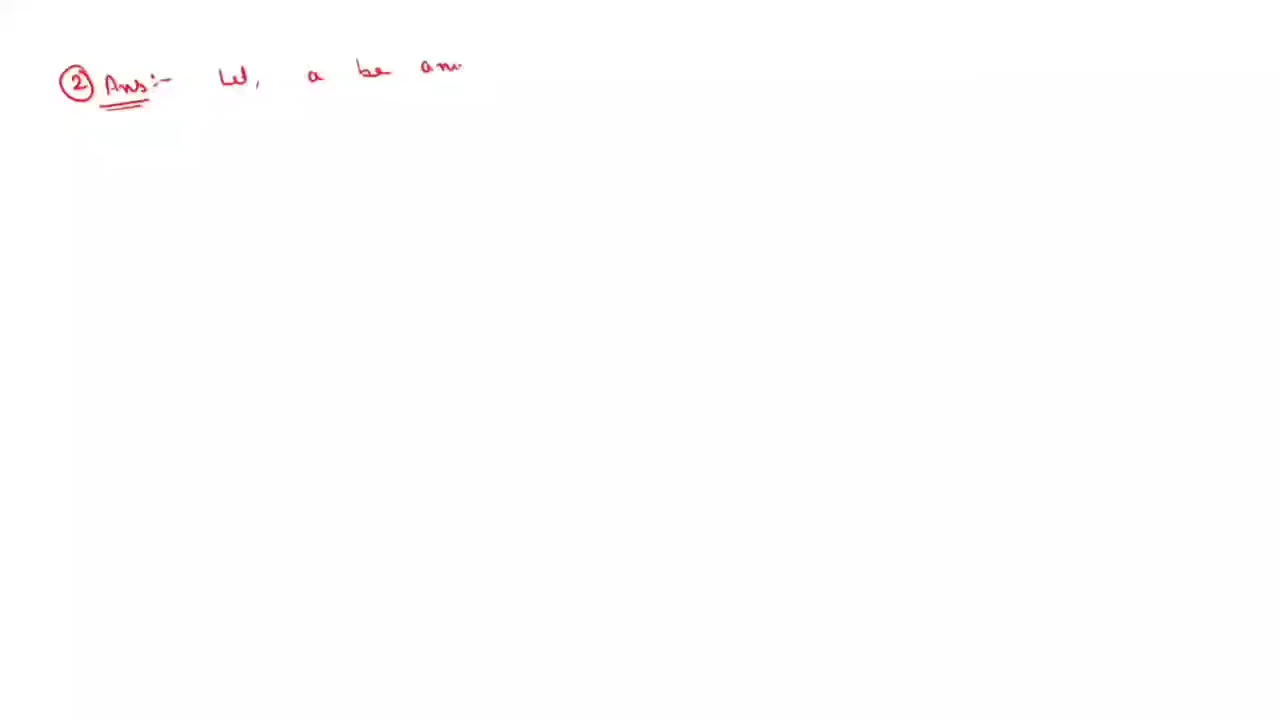 ② Ans:- Let, a be an